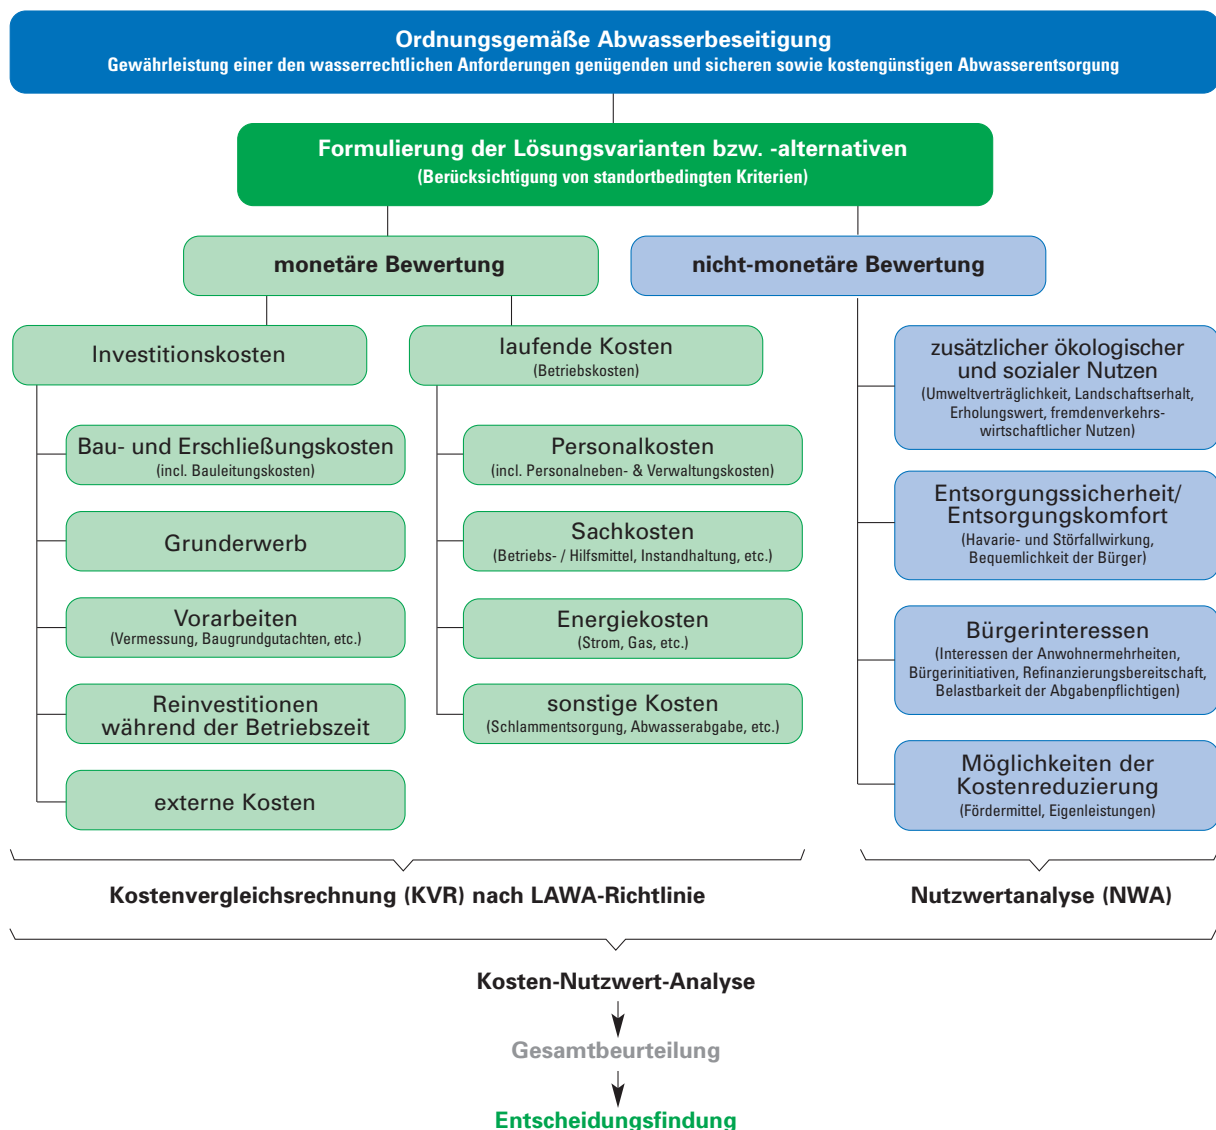 Ordnungsgemäße Abwasserbeseitigung
Gewährleistung einer den wasserrechtlichen Anforderungen genügenden und sicheren sowie kostengünstigen Abwasserentsorgung
Formulierung der Lösungsvarianten bzw. -alternativen
(Berücksichtigung von standortbedingten Kriterien)
monetäre Bewertung
nicht-monetäre Bewertung
Investitionskosten
Bau- und Erschließungskosten
(incl. Bauleitungskosten)
Grunderwerb
Vorarbeiten
(Vermessung, Baugrundgutachten, etc.)
Reinvestitionen
während der Betriebszeit
externe Kosten
laufende Kosten
(Betriebskosten)
Personalkosten
(incl. Personalneben- & Verwaltungskosten)
Sachkosten
(Betriebs- / Hilfsmittel, Instandhaltung, etc.)
Energiekosten
(Strom, Gas, etc.)
sonstige Kosten
(Schlammentsorgung, Abwasserabgabe, etc.)
zusätzlicher ökologischer
und sozialer Nutzen
(Umweltverträglichkeit, Landschaftserhalt,
Erholungswert, fremdenverkehrs-
wirtschaftlicher Nutzen)
Entsorgungssicherheit/
Entsorgungskomfort
(Havarie- und Störfallwirkung,
Bequemlichkeit der Bürger)
Bürgerinteressen
(Interessen der Anwohnermehrheiten,
Bürgerinitiativen, Refinanzierungsbereitschaft,
Belastbarkeit der Abgabenpflichtigen)
Möglichkeiten der
Kostenreduzierung
(Fördermittel, Eigenleistungen)
Kostenvergleichsrechnung (KVR) nach LAWA-Richtlinie
Nutzwertanalyse (NWA)
Kosten-Nutzwert-Analyse
Gesamtbeurteilung
Entscheidungsfindung